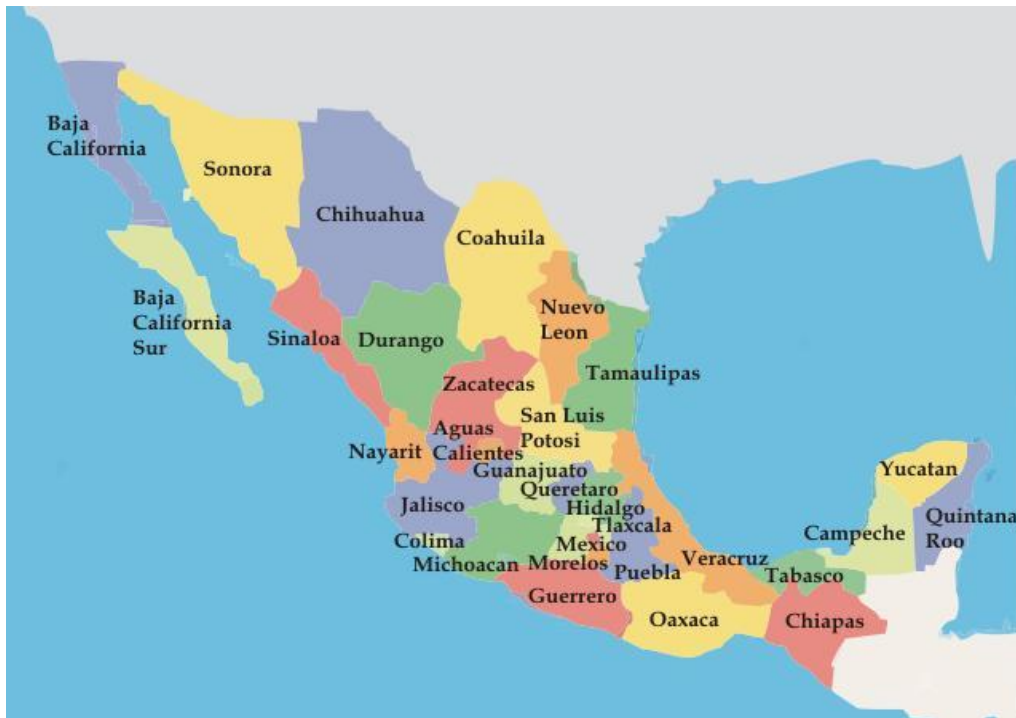 Baja
California
Sonora
Chihuahua
Coahuila
Baja
California
Sur
Sinaloa
Durango
Nuevo
Leon
Tamaulipas
Zacatecas
San Luis
Potosi
Nayarit
Aguas
Calientes
Guanajuato
Queretaro
Jalisco
Hidalgo
Colima
Tlaxcala
Mexico
Michoacan
Morelos
Puebla
Veracruz
Guerrero
Oaxaca
Tabasco
Chiapas
Yucatan
Campeche
Quintana
Roo